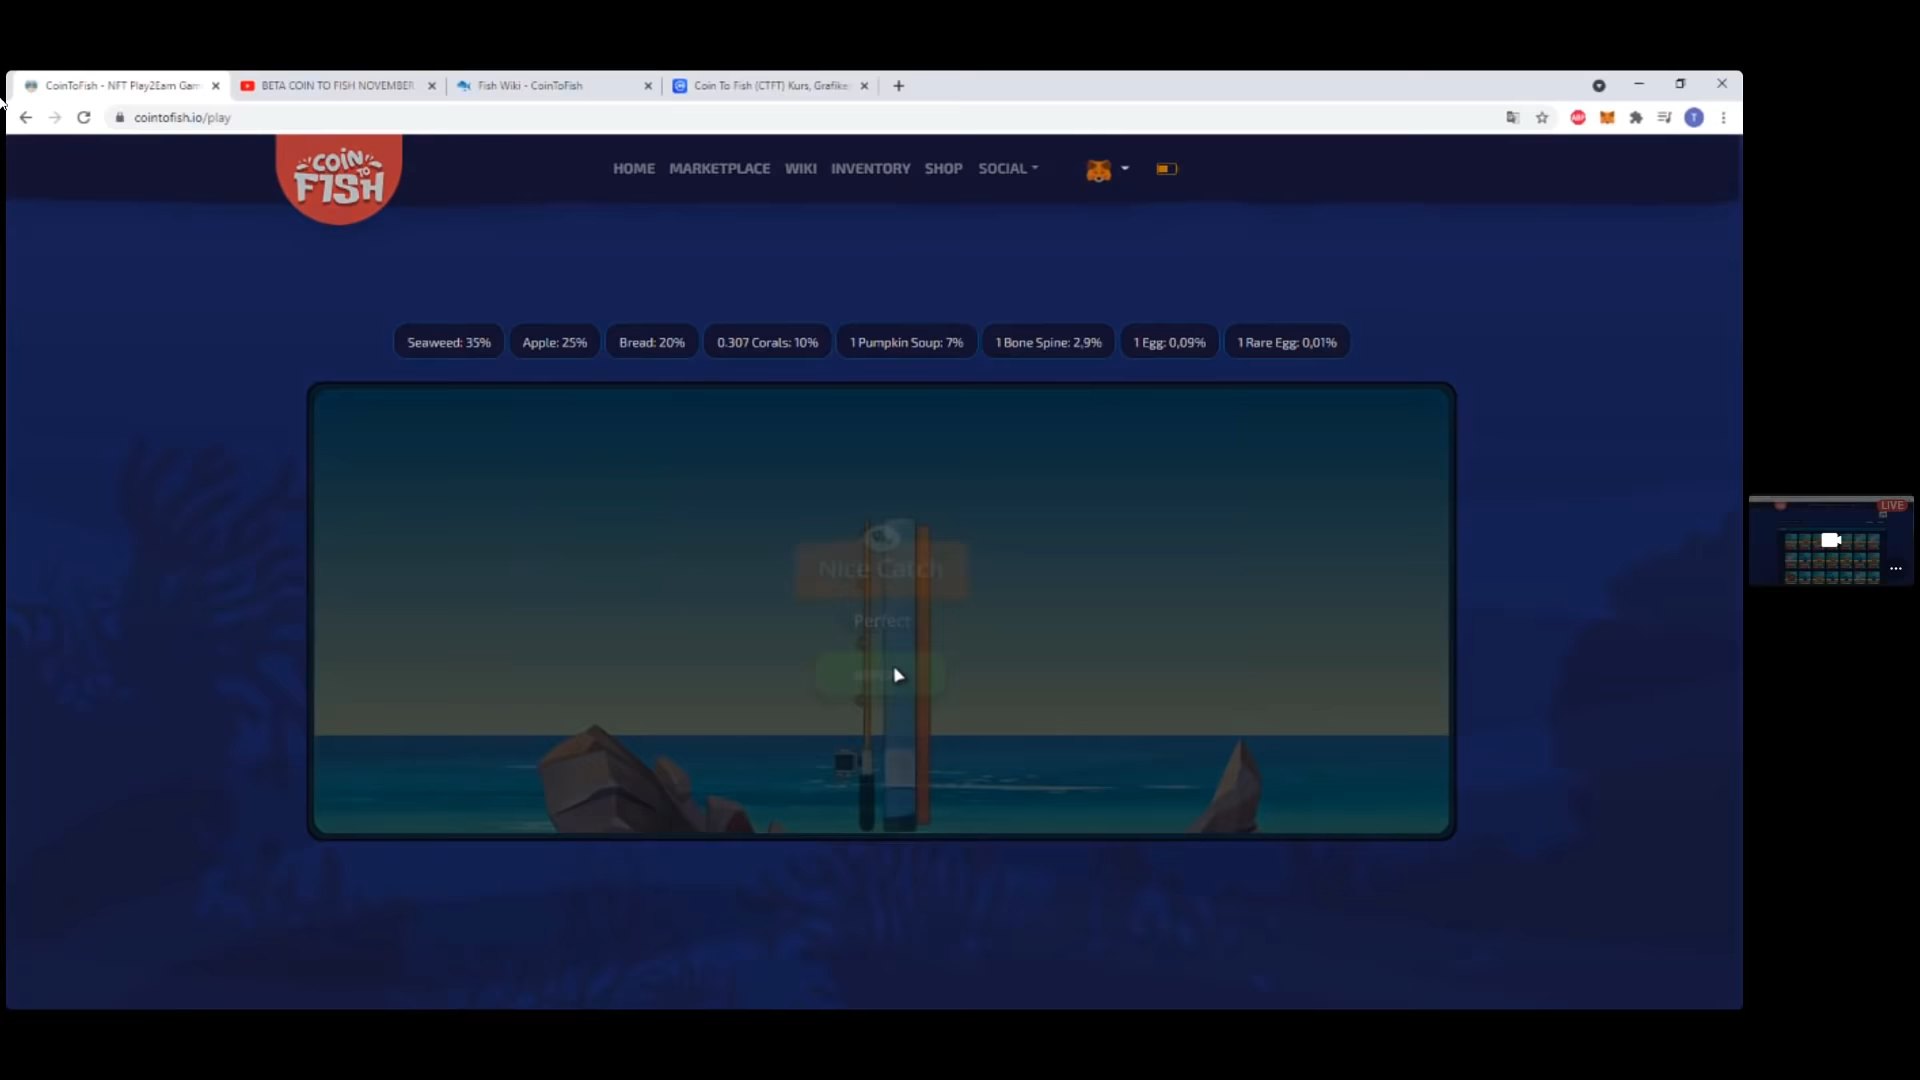 CoinToFish - NFT Play2Earn Gam
BETA COIN TO FISH NOVEMBER
Fish Wiki - CoinToFish
Coin To Fish (CTFT) Kurs, Grafike
cointofish.io/play
ABP
T
COIN TO FISH
HOME
MARKETPLACE
WIKI
INVENTORY
SHOP
SOCIAL
Seaweed: 35%
Apple: 25%
Bread: 20%
0.307 Corals: 10%
1 Pumpkin Soup: 7%
1 Bone Spine: 2,9%
1 Egg: 0,09%
1 Rare Egg: 0,01%
Nice Catch
Perfect
LIVE